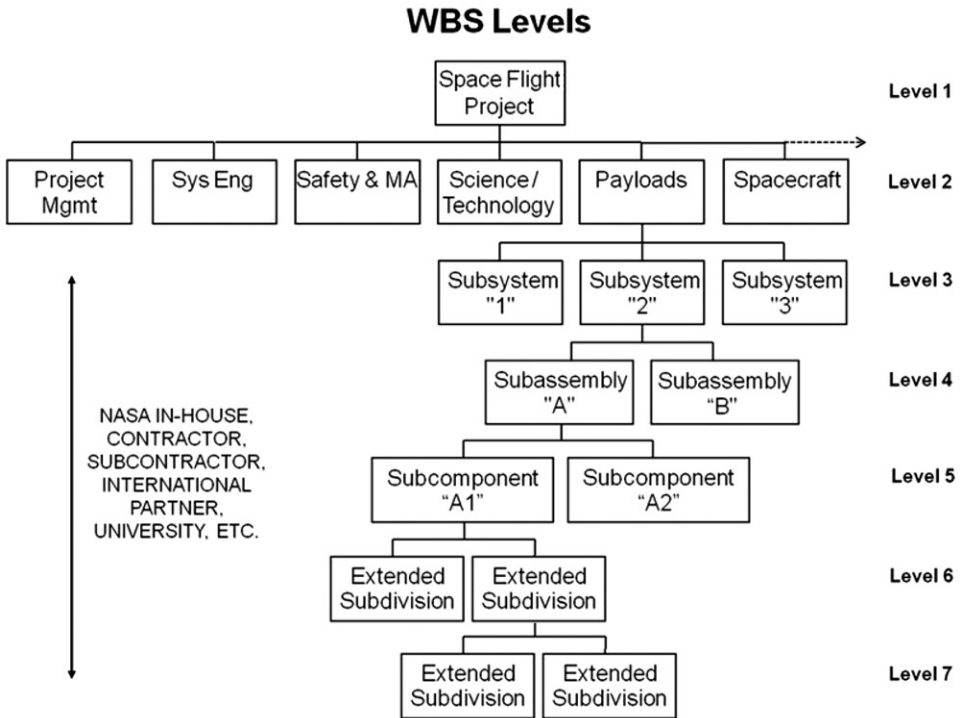 WBS Levels
Space Flight
Project
Level 1
Project
Mgmt
Sys Eng
Safety & MA
Science/
Technology
Payloads
Spacecraft
Level 2
Subsystem
"1"
Subsystem
"2"
Subsystem
"3"
Level 3
Subassembly
"A"
Subassembly
“B”
Level 4
NASA IN-HOUSE,
CONTRACTOR,
SUBCONTRACTOR,
INTERNATIONAL
PARTNER,
UNIVERSITY, ETC.
Subcomponent
“A1”
Subcomponent
“A2”
Level 5
Extended
Subdivision
Extended
Subdivision
Level 6
Extended
Subdivision
Extended
Subdivision
Level 7